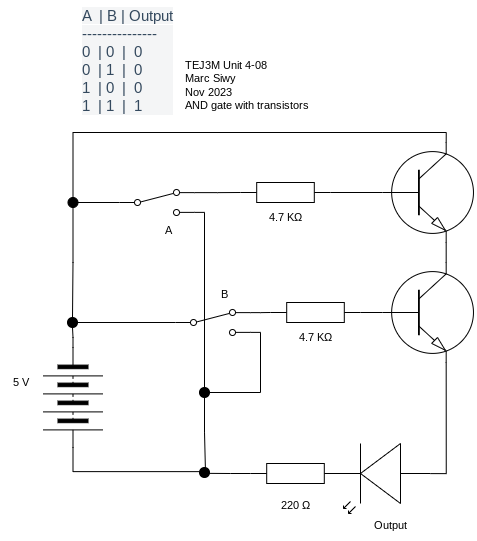 A | B | Output
---------------
0 | 0 | 0
0 | 1 | 0
1 | 0 | 0
1 | 1 | 1
TEJ3M Unit 4-08
Marc Siwy
Nov 2023
AND gate with transistors
4.7 KΩ
A
B
4.7 KΩ
5 V
220 Ω
Output